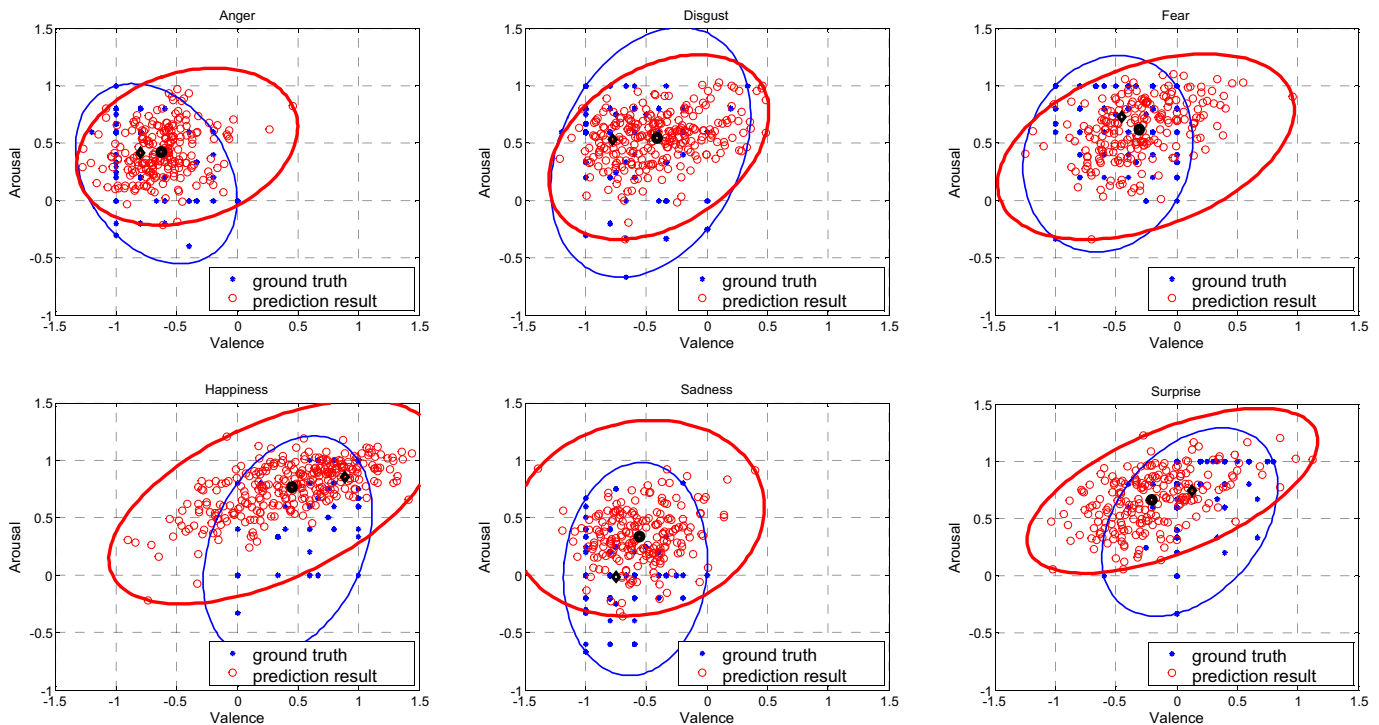 Anger
1.5
1
0.5
0
-0.5
-1
-1.5 -1 -0.5 0 0.5 1 1.5
Arousal
Valence
ground truth
prediction result
Disgust
1.5
1
0.5
0
-0.5
-1
-1.5 -1 -0.5 0 0.5 1 1.5
Arousal
Valence
ground truth
prediction result
Fear
1.5
1
0.5
0
-0.5
-1
-1.5 -1 -0.5 0 0.5 1 1.5
Arousal
Valence
ground truth
prediction result
Happiness
1.5
1
0.5
0
-0.5
-1
-1.5 -1 -0.5 0 0.5 1 1.5
Arousal
Valence
ground truth
prediction result
Sadness
1.5
1
0.5
0
-0.5
-1
-1.5 -1 -0.5 0 0.5 1 1.5
Arousal
Valence
ground truth
prediction result
Surprise
1.5
1
0.5
0
-0.5
-1
-1.5 -1 -0.5 0 0.5 1 1.5
Arousal
Valence
ground truth
prediction result